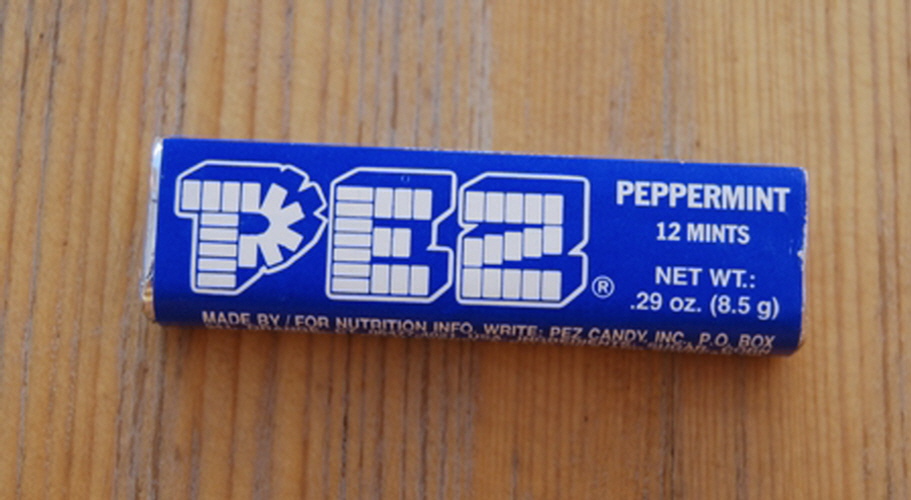 PEZ®
PEPPERMINT
12 MINTS
NET WT.:
.29 oz. (8.5 g)
MADE BY / FOR NUTRITION INFO. WRITE: PEZ CANDY, INC. P.O. BOX